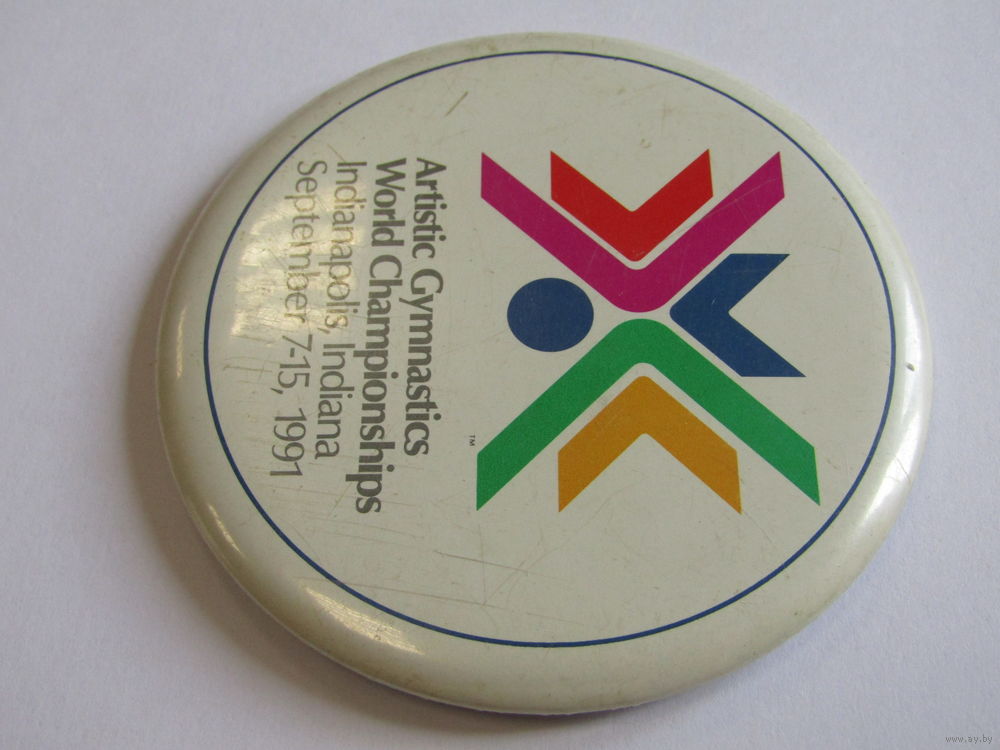 Artistic Gymnastics
World Championships
Indianapolis, Indiana
September 7-15, 1991
TM
www.ay.by